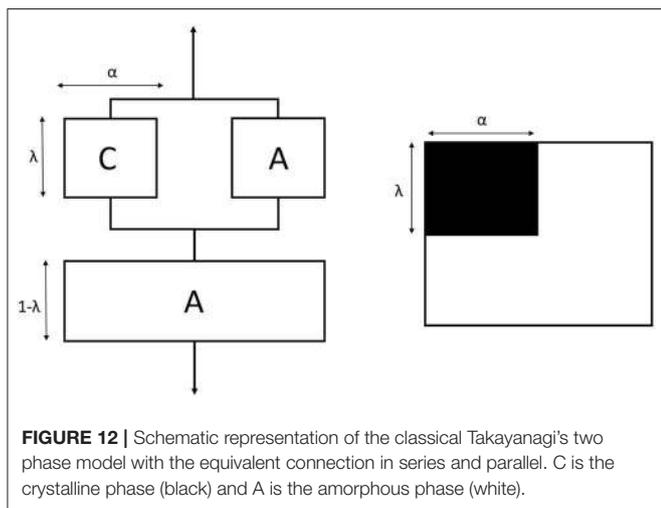 α
α
λ
C
A
λ
1-λ
A
FIGURE 12 | Schematic representation of the classical Takayanagi's two
phase model with the equivalent connection in series and parallel. C is the
crystalline phase (black) and A is the amorphous phase (white).